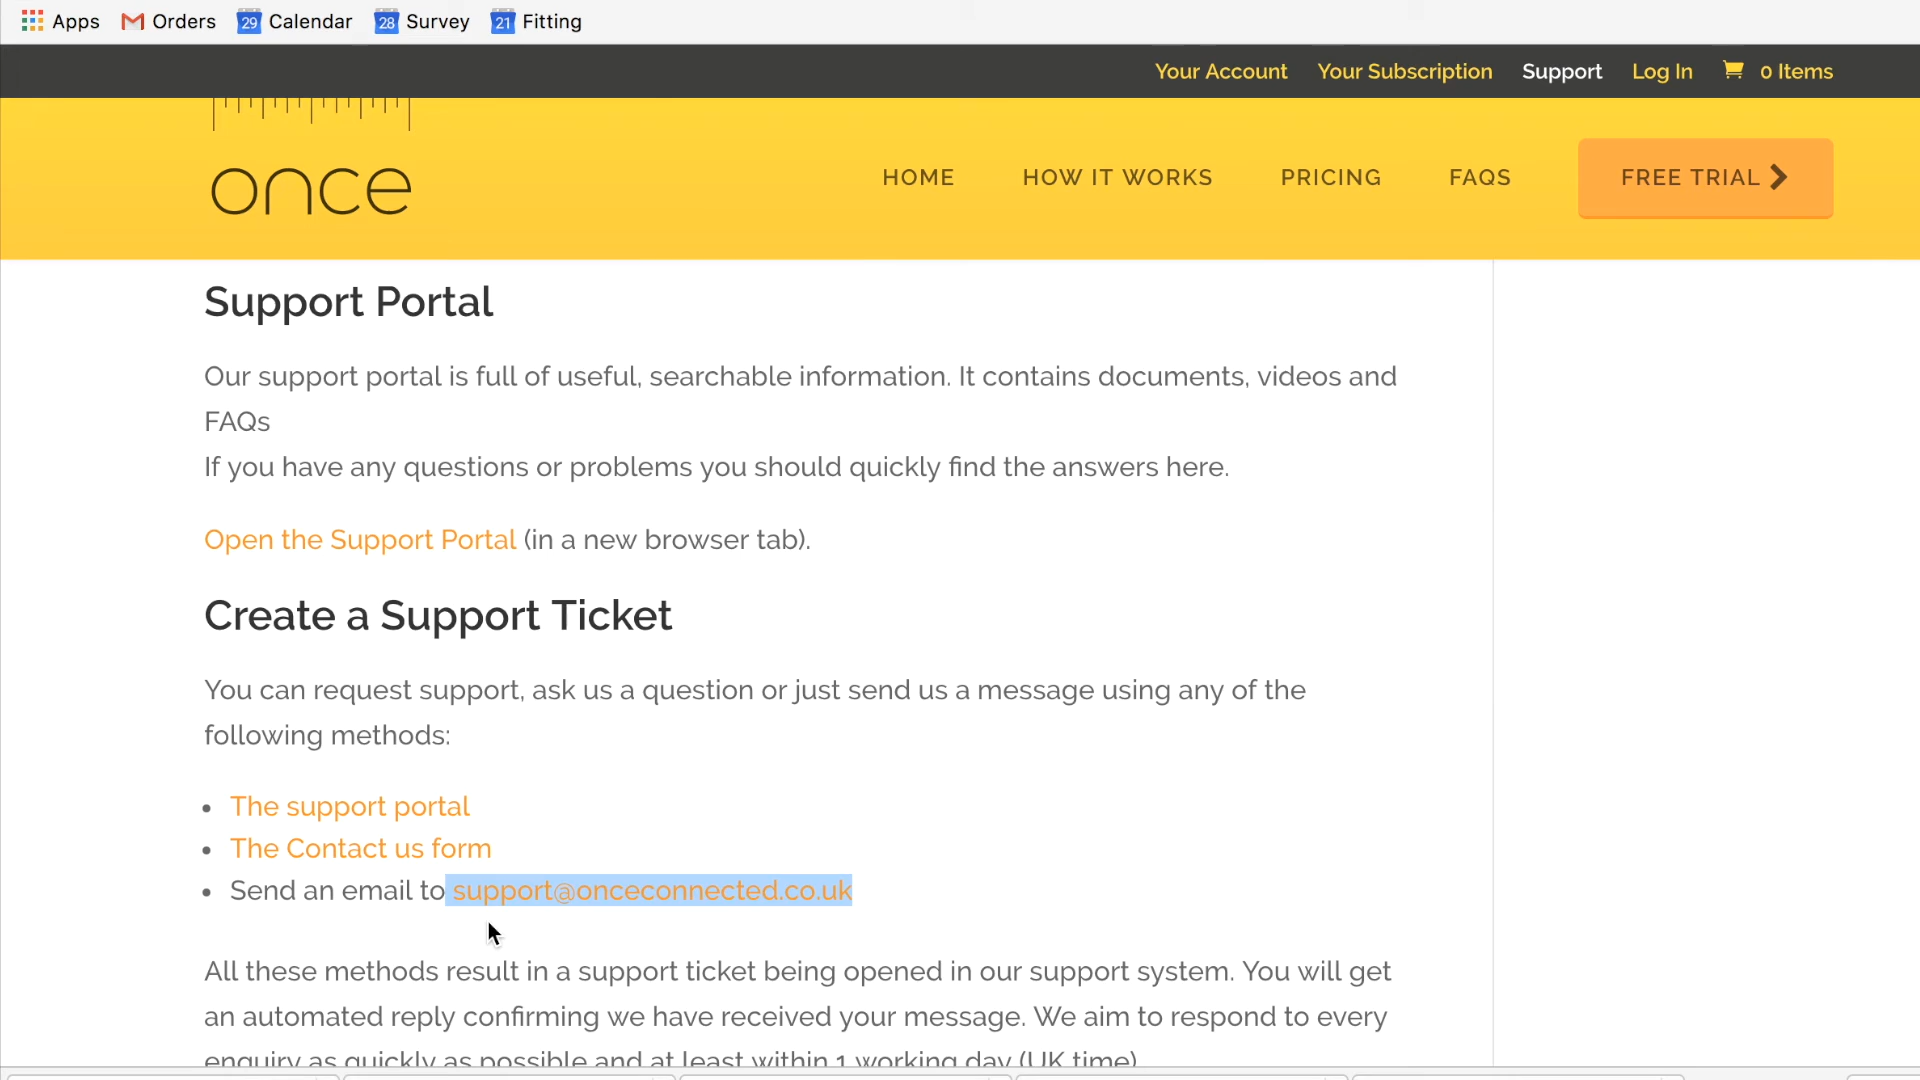 Apps Orders 29 Calendar 28 Survey 21 Fitting
Your Account Your Subscription Support Log In 0 Items
once
HOME HOW IT WORKS PRICING FAQS FREE TRIAL
Support Portal
Our support portal is full of useful, searchable information. It contains documents, videos and
FAQs
If you have any questions or problems you should quickly find the answers here.
Open the Support Portal (in a new browser tab).
Create a Support Ticket
You can request support, ask us a question or just send us a message using any of the
following methods:
• The support portal
• The Contact us form
• Send an email to support@onceconnected.co.uk
All these methods result in a support ticket being opened in our support system. You will get
an automated reply confirming we have received your message. We aim to respond to every
enquiry as quickly as possible and at least within 1 working day (UK time)